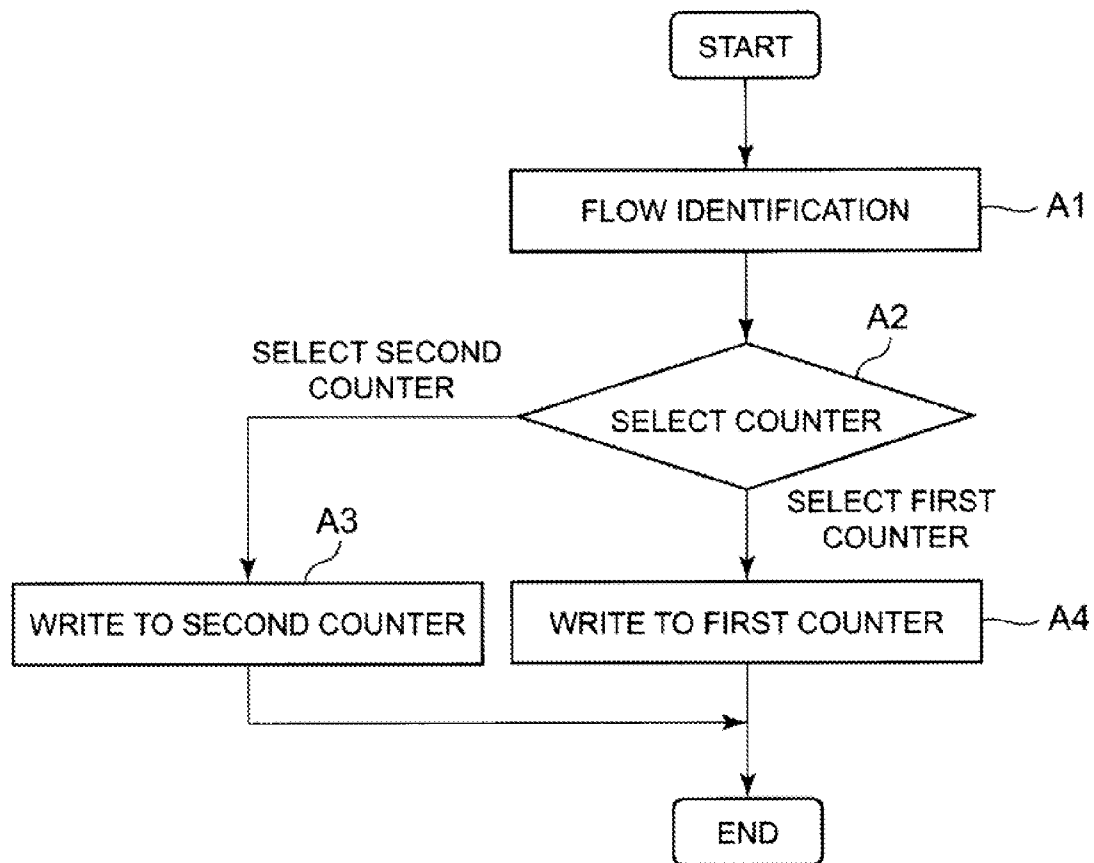 START
FLOW IDENTIFICATION
A1
A2
SELECT SECOND
COUNTER
SELECT COUNTER
SELECT FIRST
COUNTER
A3
WRITE TO SECOND COUNTER
WRITE TO FIRST COUNTER
A4
END